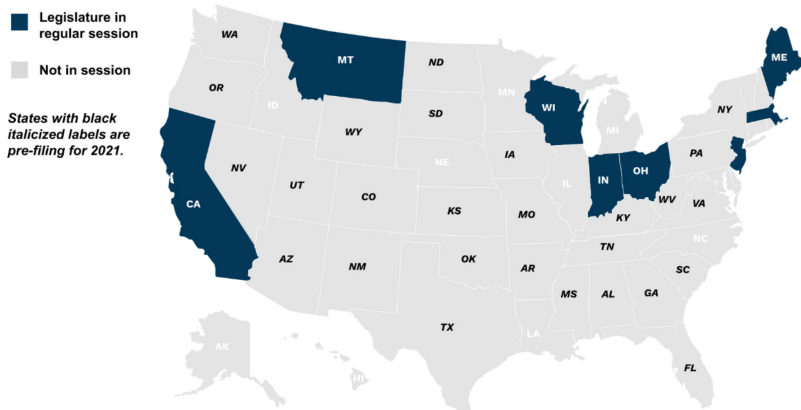 Legislature in
regular session
Not in session
States with black
italicized labels are
pre-filing for 2021.
WA
MT
ND
MN
ME
OR
ID
SD
WI
MI
NY
WY
IA
PA
NE
NV
IL
IN
OH
UT
CO
WV
VA
CA
KS
MO
KY
NC
TN
AZ
NM
OK
AR
SC
MS
AL
GA
TX
LA
AK
HI
FL